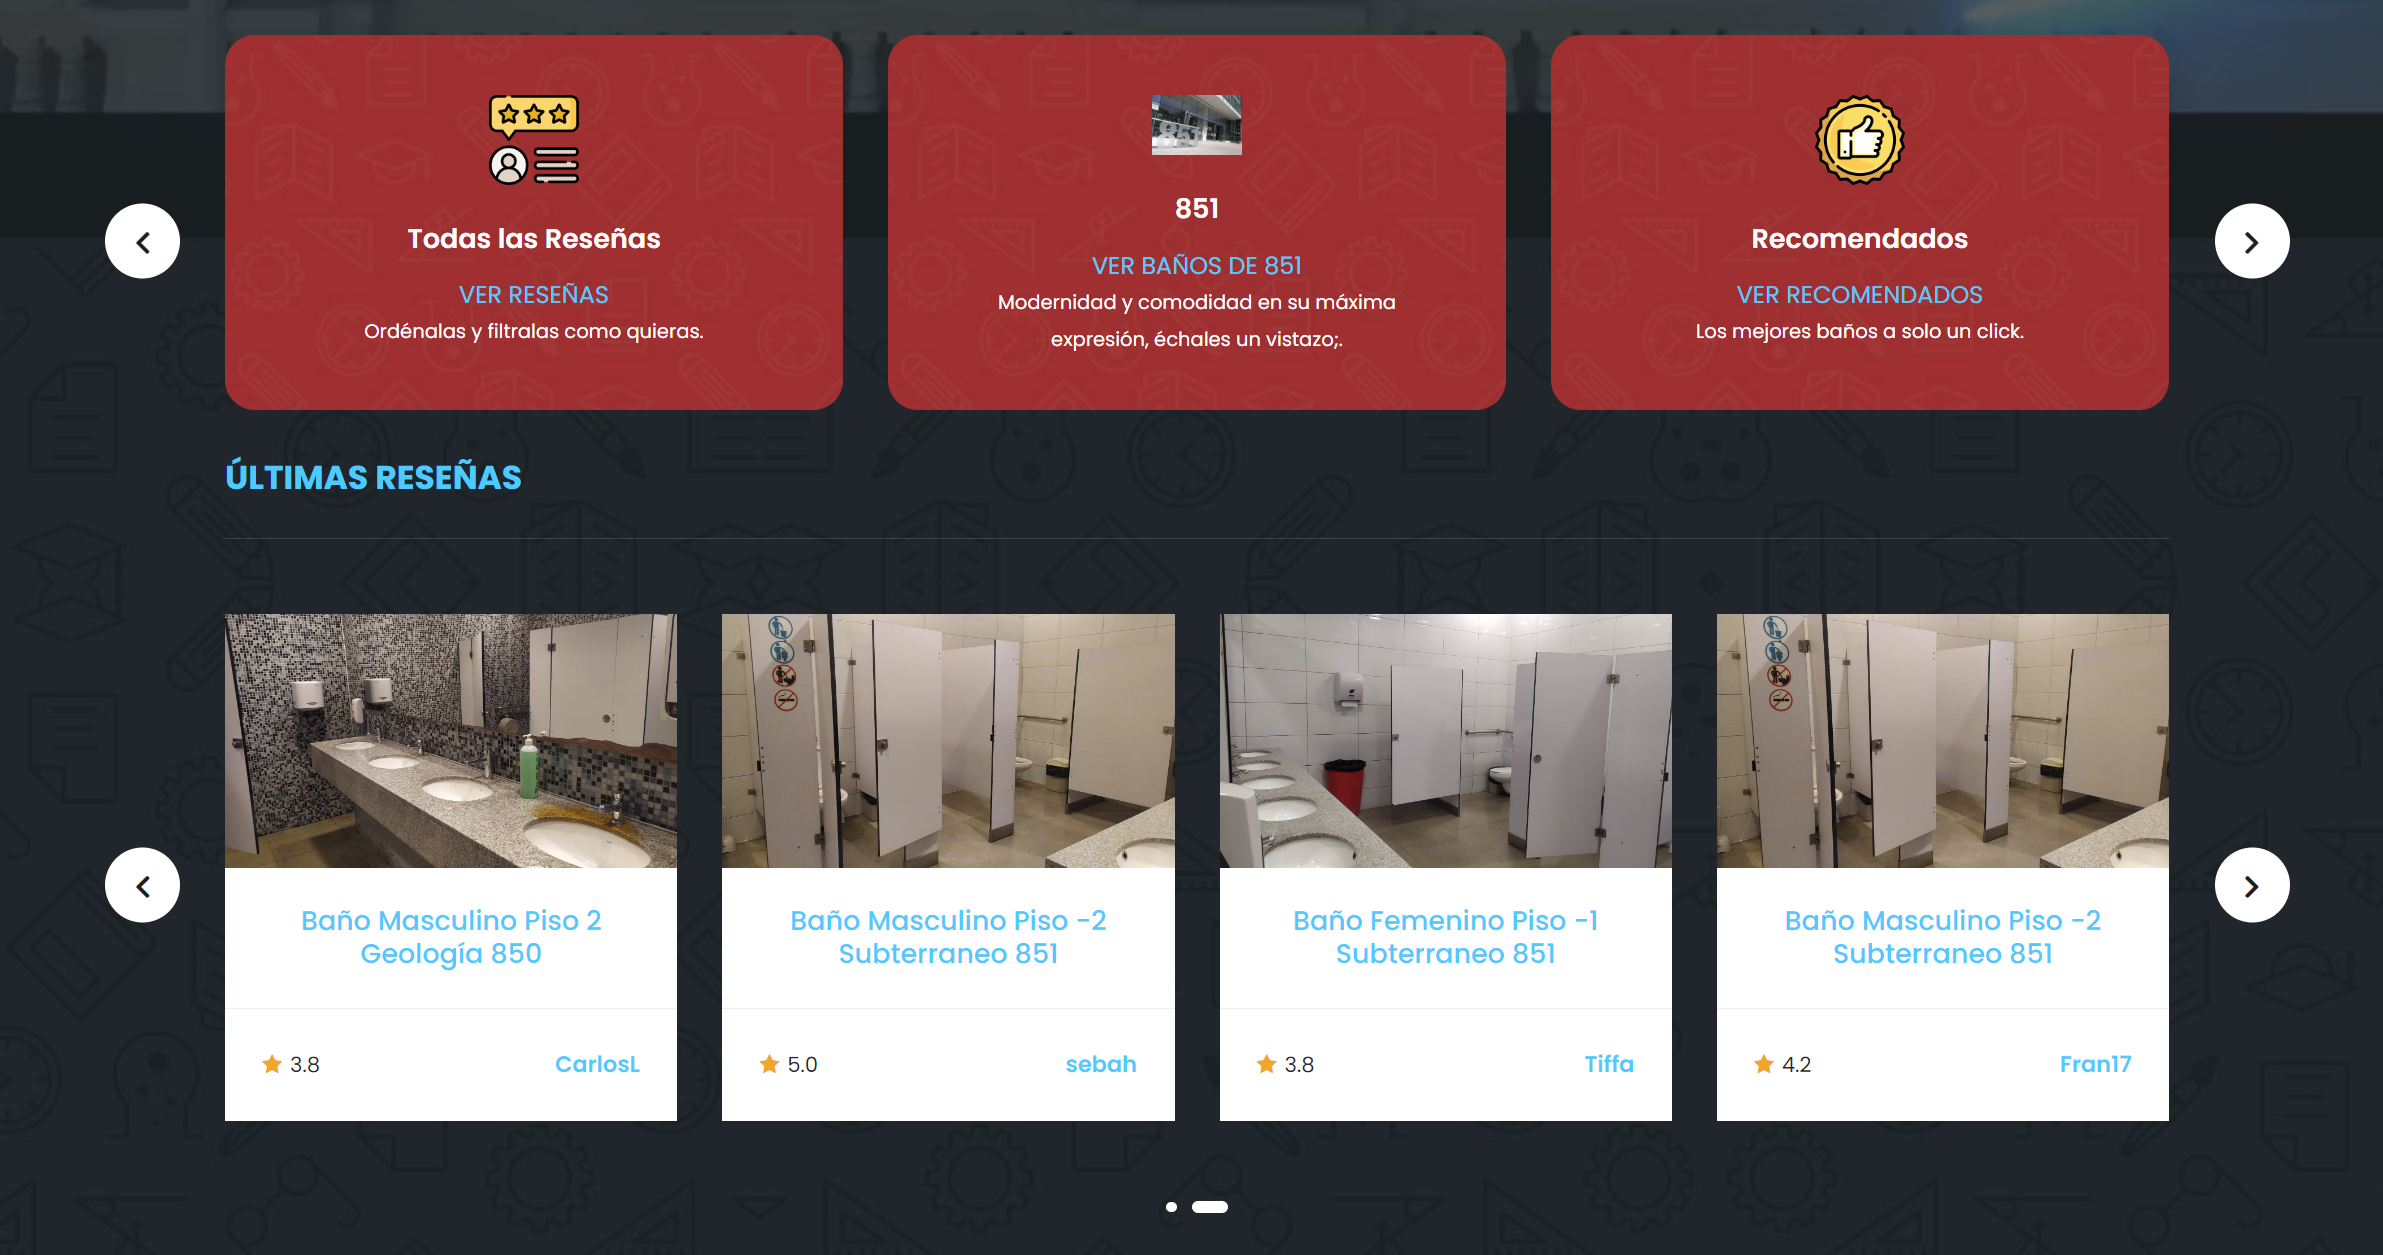 851
Todas las Reseñas
VER RESEÑAS
Ordénalas y filtralas como quieras.
851
VER BAÑOS DE 851
Modernidad y comodidad en su máxima
expresión, échales un vistazo;.
Recomendados
VER RECOMENDADOS
Los mejores baños a solo un click.
ÚLTIMAS RESEÑAS
Baño Masculino Piso 2
Geología 850
3.8
CarlosL
Baño Masculino Piso -2
Subterraneo 851
5.0
sebah
Baño Femenino Piso -1
Subterraneo 851
3.8
Tiffa
Baño Masculino Piso -2
Subterraneo 851
4.2
Fran17